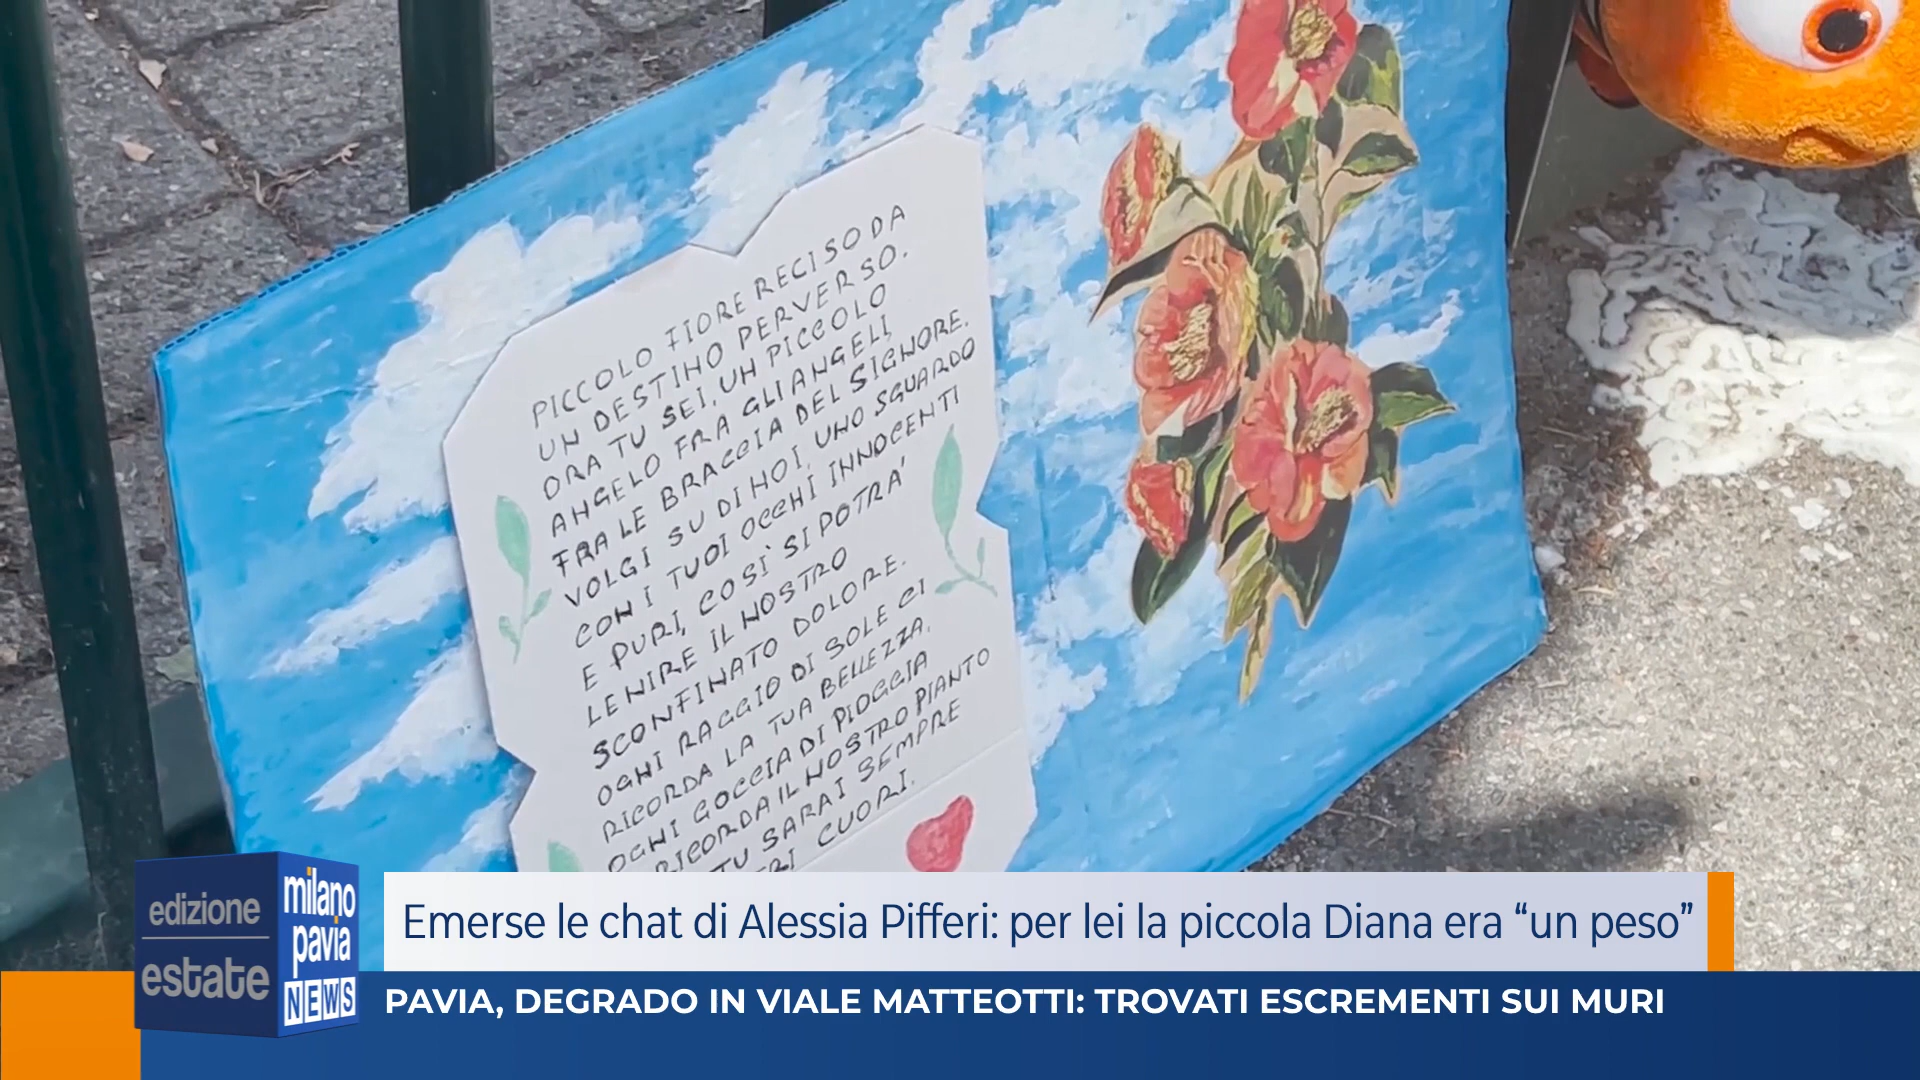 PICCOLO FIORE RECISO DA
UN DESTINO PERVERSO.
ORA TU SEI, UN PICCOLO
ANGELO FRA GLI ANGELI
FRA LE BRACCIA DEL SIGNORE.
VOLGI SU DI NOI, UNO SGUARDO
CON I TUOI OCCHI INNOCENTI
E PURI, COSÌ SI POTRA'
LENIRE IL NOSTRO
SCONFINATO DOLORE.
OGNI RAGGIO DI SOLE CI
RICORDA LA TUA BELLEZZA.
OGNI GOCCIA DI PIOGGIA
RICORDA IL NOSTRO PIANTO
TU SARAI SEMPRE
CUORI.
edizione
estate
milano
pavia
NEWS
Emerse le chat di Alessia Pifferi: per lei la piccola Diana era “un peso”
PAVIA, DEGRADO IN VIALE MATTEOTTI: TROVATI ESCREMENTI SUI MURI